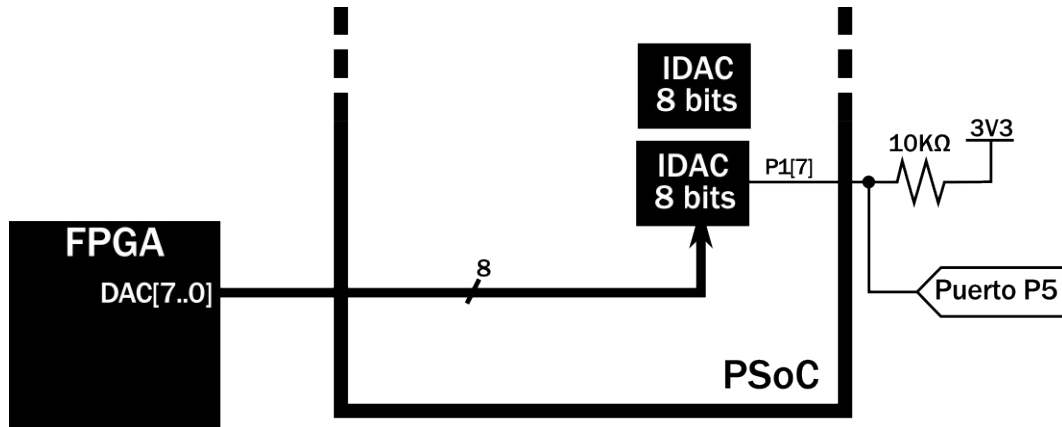 IDAC
8 bits
3V3
10KΩ
IDAC
8 bits
P1[7]
FPGA
DAC[7..0]
8
Puerto P5
PSoC